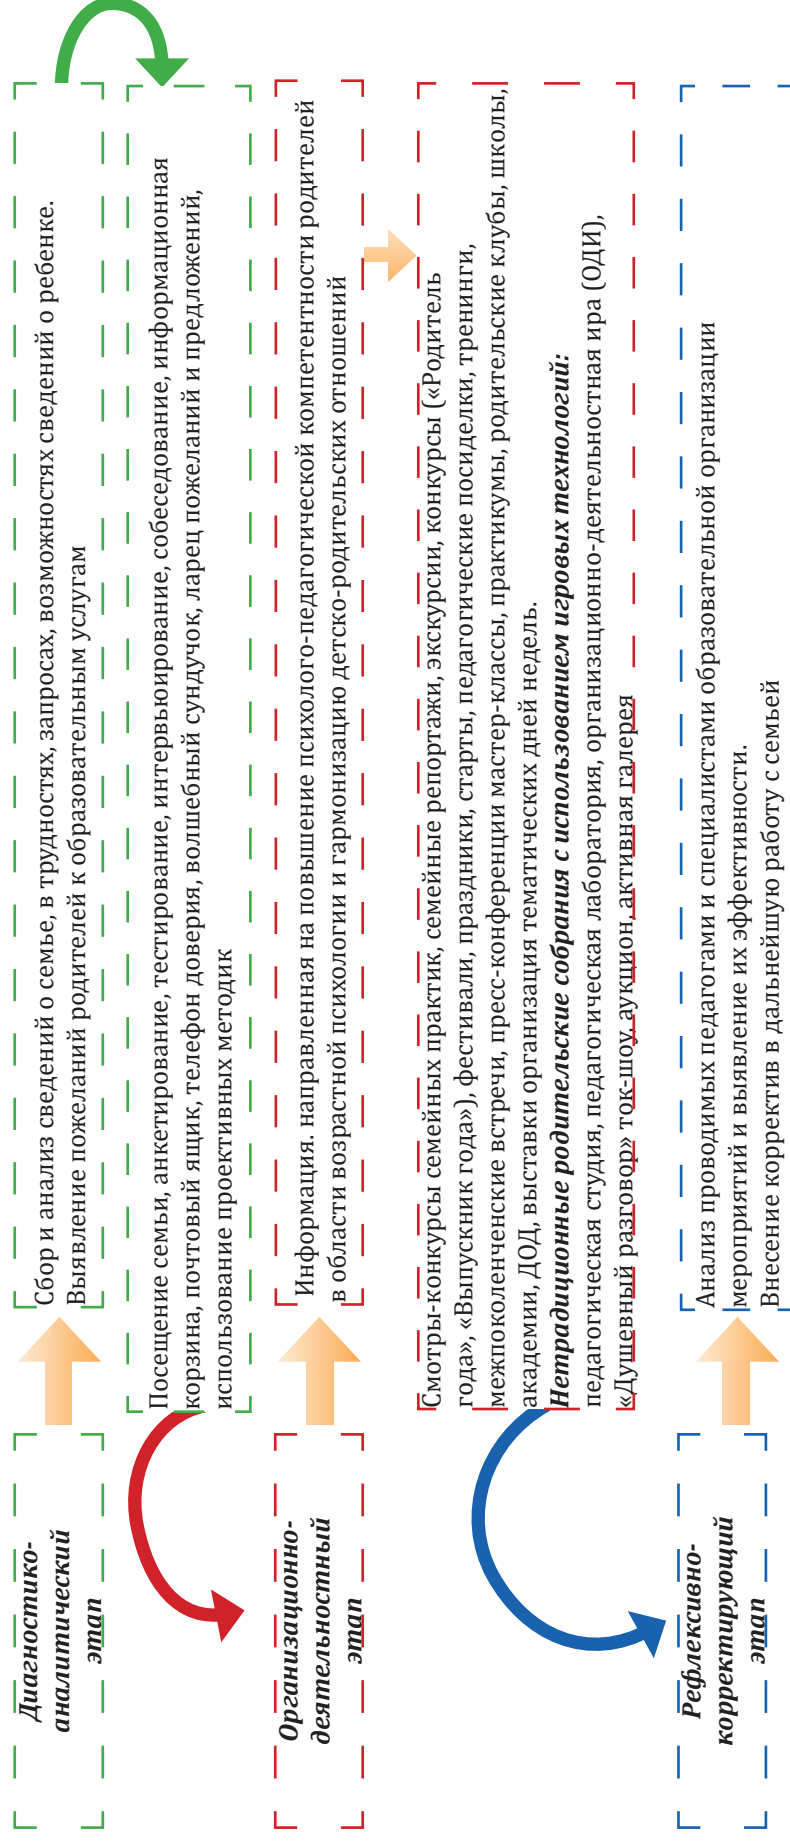 Диагностико-
аналитический
этап
Сбор и анализ сведений о семье, в трудностях, запросах, возможностях сведений о ребенке.
Выявление пожеланий родителей к образовательным услугам
Посещение семьи, анкетирование, тестирование, интервьюирование, собеседование, информационная
корзина, почтовый ящик, телефон доверия, волшебный сундучок, ларец пожеланий и предложений,
использование проективных методик
Организационно-
деятельностный
этап
Информация. направленная на повышение психолого-педагогической компетентности родителей
в области возрастной психологии и гармонизацию детско-родительских отношений
Смотры-конкурсы семейных практик, семейные репортажи, экскурсии, конкурсы («Родитель
года», «Выпускник года»), фестивали, праздники, старты, педагогические посиделки, тренинги,
межпоколенческие встречи, пресс-конференции мастер-классы, практикумы, родительские клубы, школы,
академии, ДОД, выставки организация тематических дней недель.
Нетрадиционные родительские собрания с использованием игровых технологий:
педагогическая студия, педагогическая лаборатория, организационно-деятельностная ира (ОДИ),
«Душевный разговор» ток-шоу, аукцион, активная галерея
Рефлексивно-
корректирующий
этап
Анализ проводимых педагогами и специалистами образовательной организации
мероприятий и выявление их эффективности.
Внесение корректив в дальнейшую работу с семьей